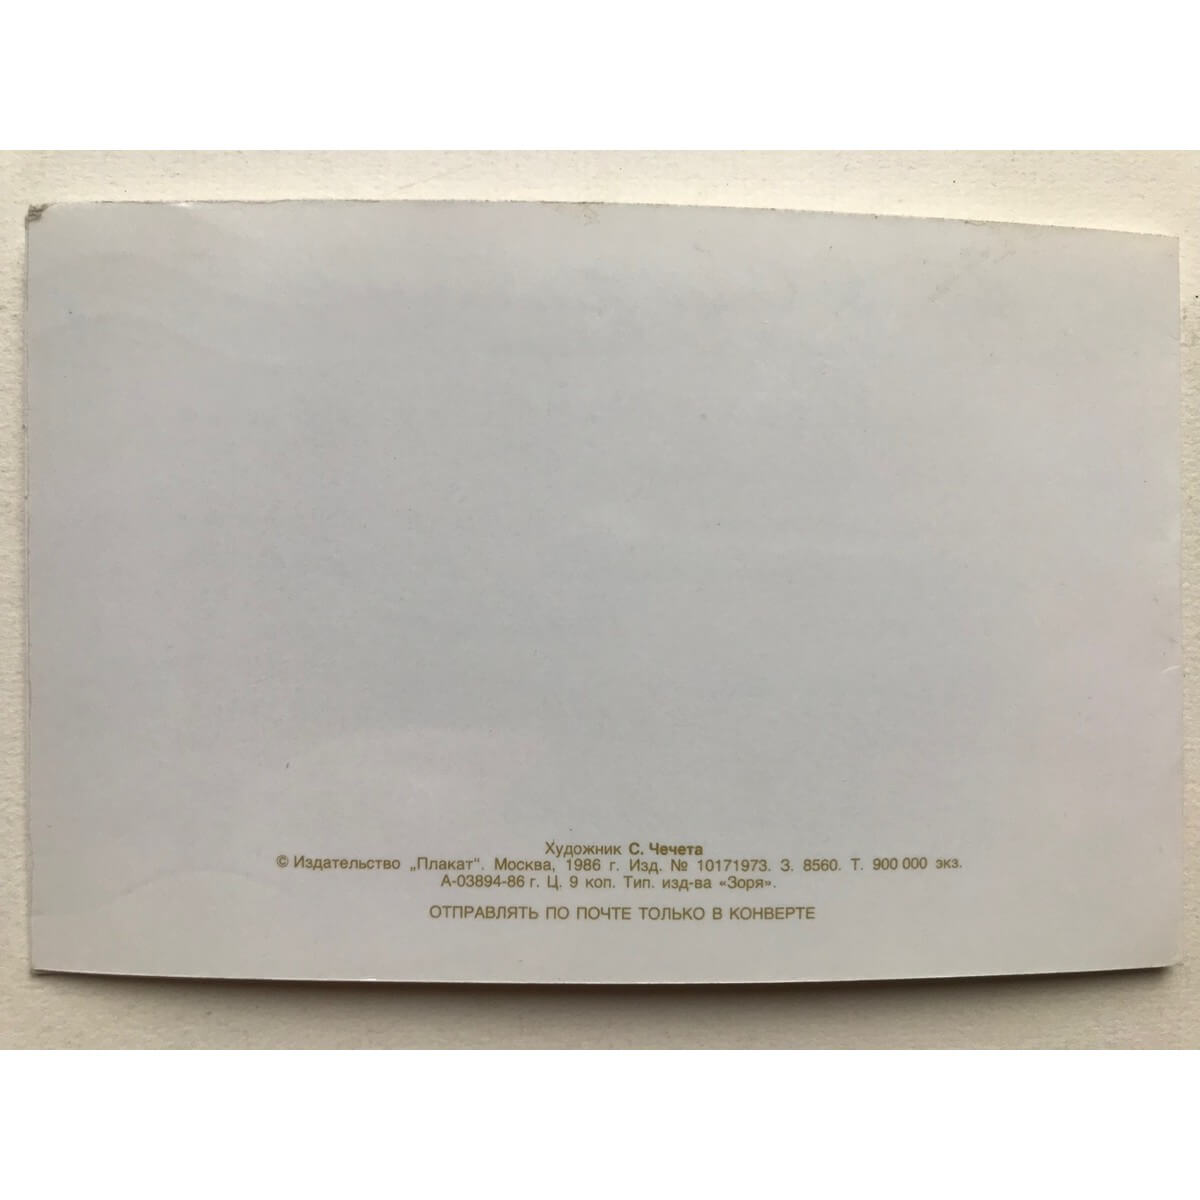 Художник С. Чечета
© Издательство „Плакат“. Москва, 1986 г. Изд. № 10171973. З. 8560. Т. 900 000 экз.
А-03894-86 г. Ц. 9 коп. Тип. изд-ва «Зоря».
ОТПРАВЛЯТЬ ПО ПОЧТЕ ТОЛЬКО В КОНВЕРТЕ